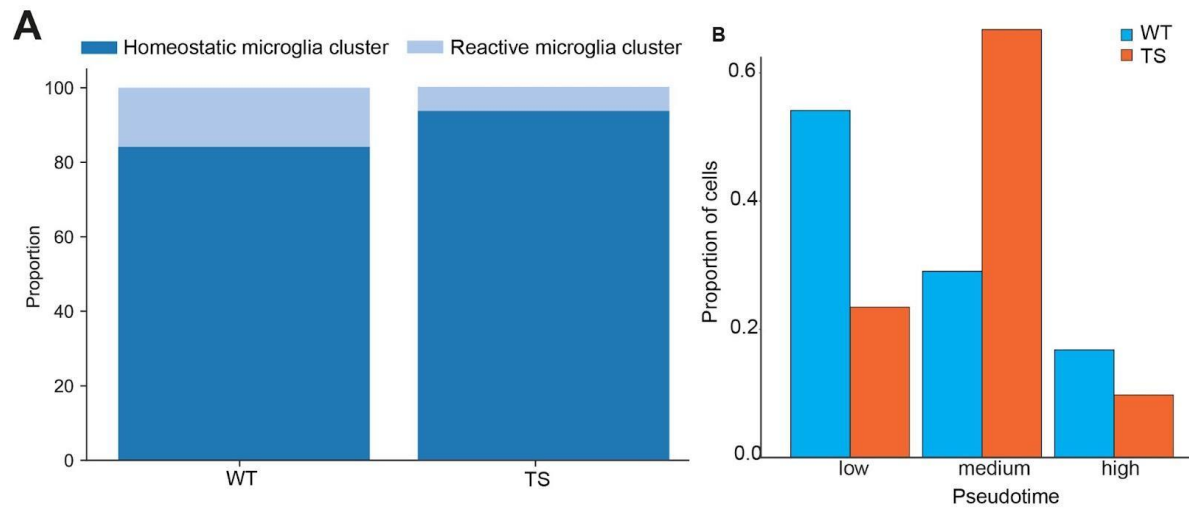 A
Homeostatic microglia cluster
Reactive microglia cluster
Proportion
100
80
60
40
20
0
WT
TS
B
WT
TS
Proportion of cells
0.6
0.4
0.2
0.0
low
medium
high
Pseudotime